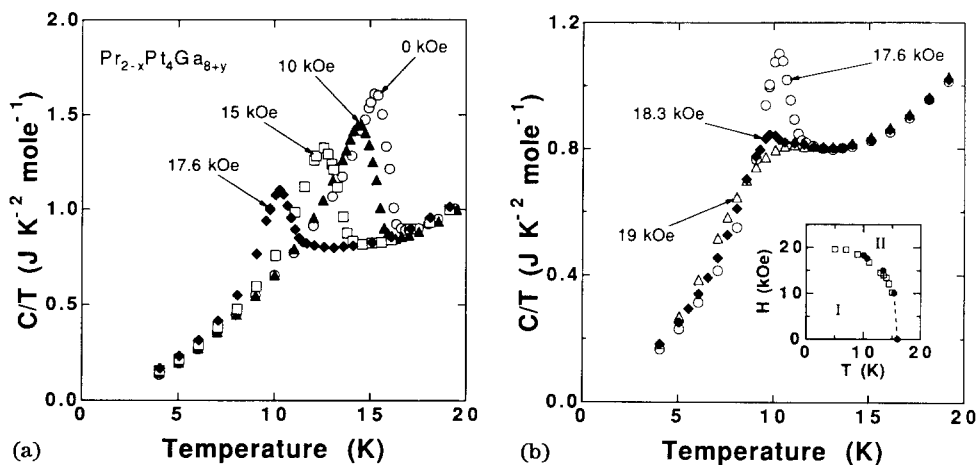 2.0
1.5
1.0
0.5
0.0
C/T (J K⁻² mole⁻¹)
Pr₂₋ₓPt₄Ga₈₊ᵧ
0 kOe
10 kOe
15 kOe
17.6 kOe
0
5
10
15
20
Temperature (K)
(a)
1.2
0.8
0.4
0.0
C/T (J K⁻² mole⁻¹)
17.6 kOe
18.3 kOe
19 kOe
30
20
10
0
H (kOe)
I
II
0
10
20
T (K)
0
5
10
15
20
Temperature (K)
(b)